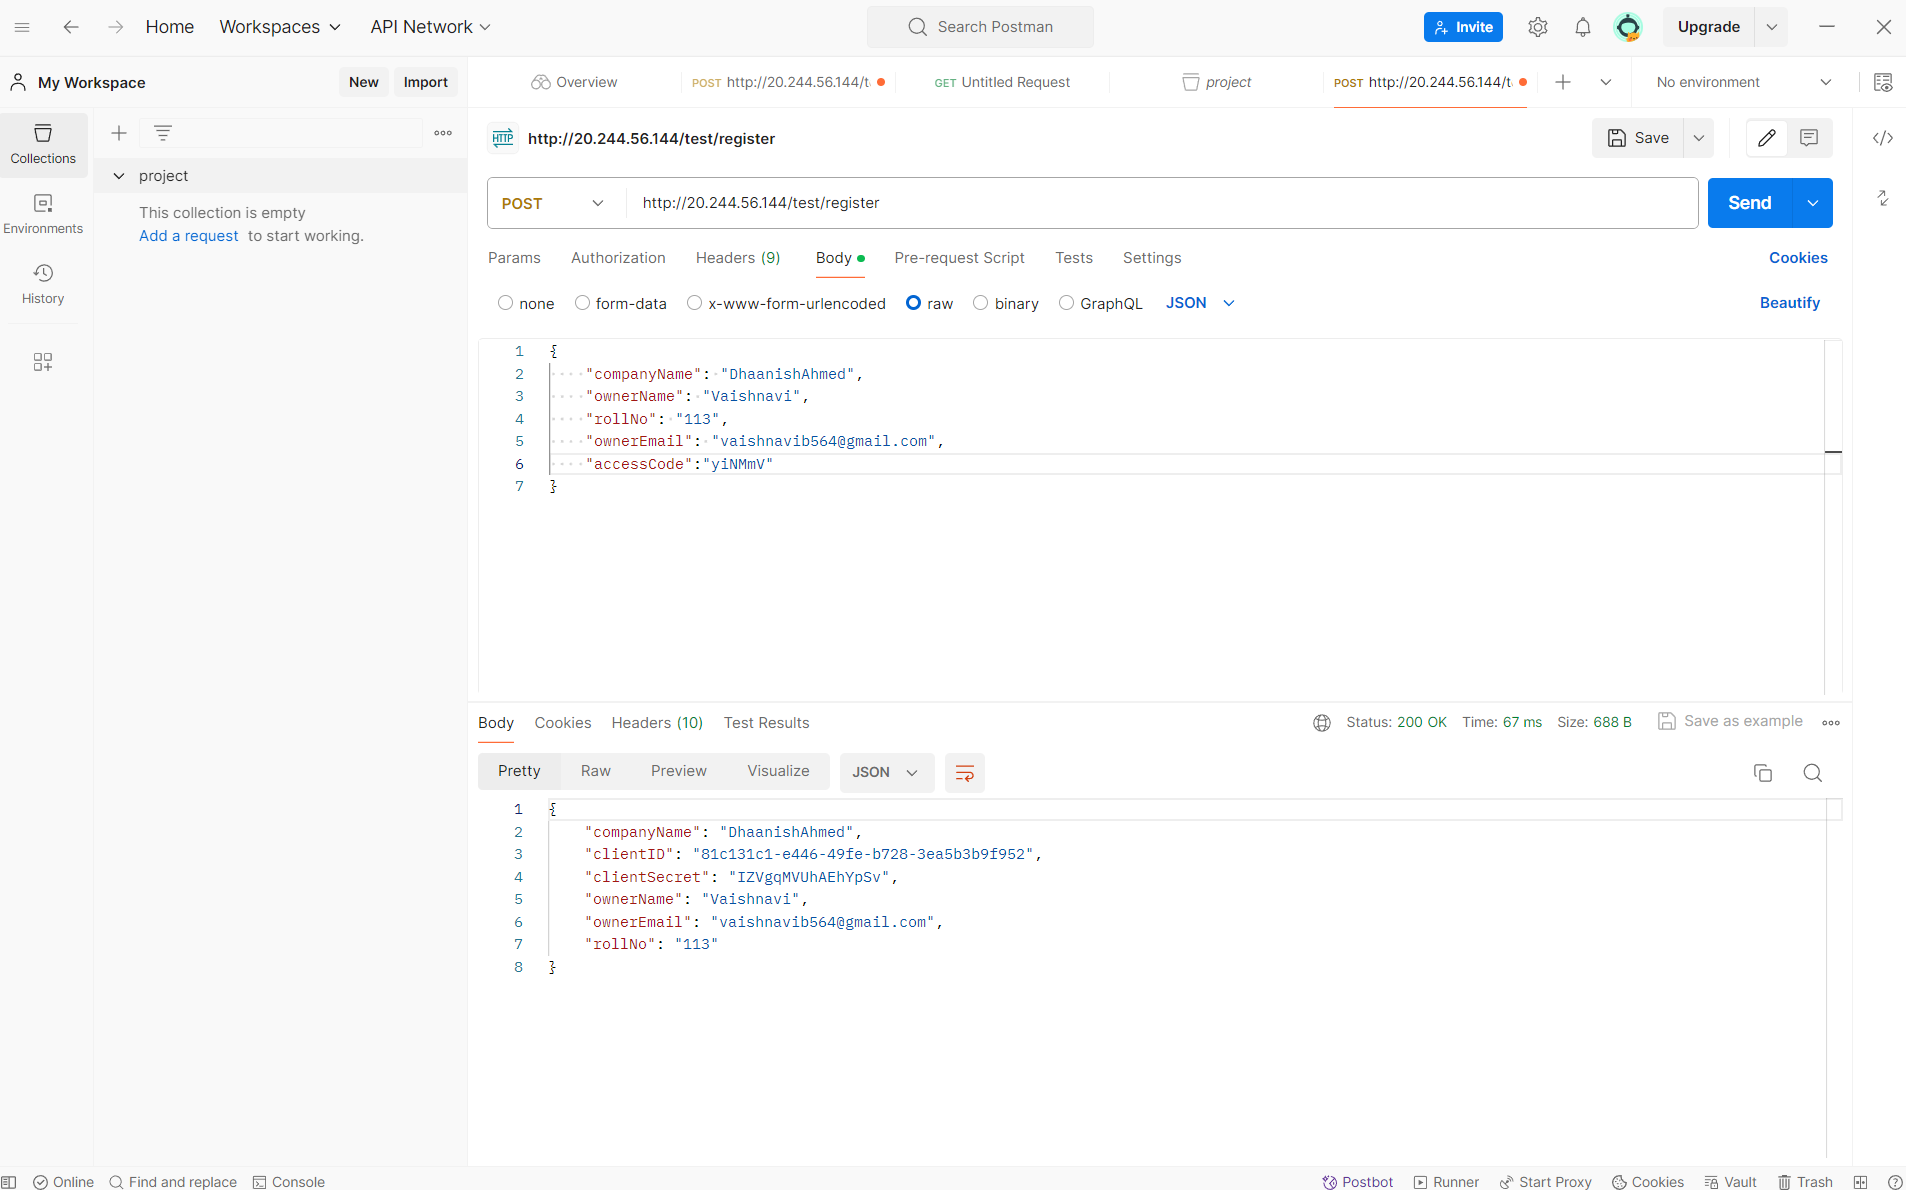 Home Workspaces API Network Search Postman Invite Upgrade
My Workspace New Import Overview POST http://20.244.56.144/t GET Untitled Request project POST http://20.244.56.144/t No environment
Collections
Environments
History
project
This collection is empty
Add a request to start working.
http://20.244.56.144/test/register Save
POST http://20.244.56.144/test/register Send
Params Authorization Headers (9) Body Pre-request Script Tests Settings Cookies
none form-data x-www-form-urlencoded raw binary GraphQL JSON Beautify
1 {
2 "companyName": "DhaanishAhmed",
3 "ownerName": "Vaishnavi",
4 "rollNo": "113",
5 "ownerEmail": "vaishnavib564@gmail.com",
6 "accessCode":"yiNMmV"
7 }
Body Cookies Headers (10) Test Results Status: 200 OK Time: 67 ms Size: 688 B Save as example
Pretty Raw Preview Visualize JSON
1 {
2 "companyName": "DhaanishAhmed",
3 "clientID": "81c131c1-e446-49fe-b728-3ea5b3b9f952",
4 "clientSecret": "IZVgqMVUhAEhYpSv",
5 "ownerName": "Vaishnavi",
6 "ownerEmail": "vaishnavib564@gmail.com",
7 "rollNo": "113"
8 }
Online Find and replace Console Postbot Runner Start Proxy Cookies Vault Trash